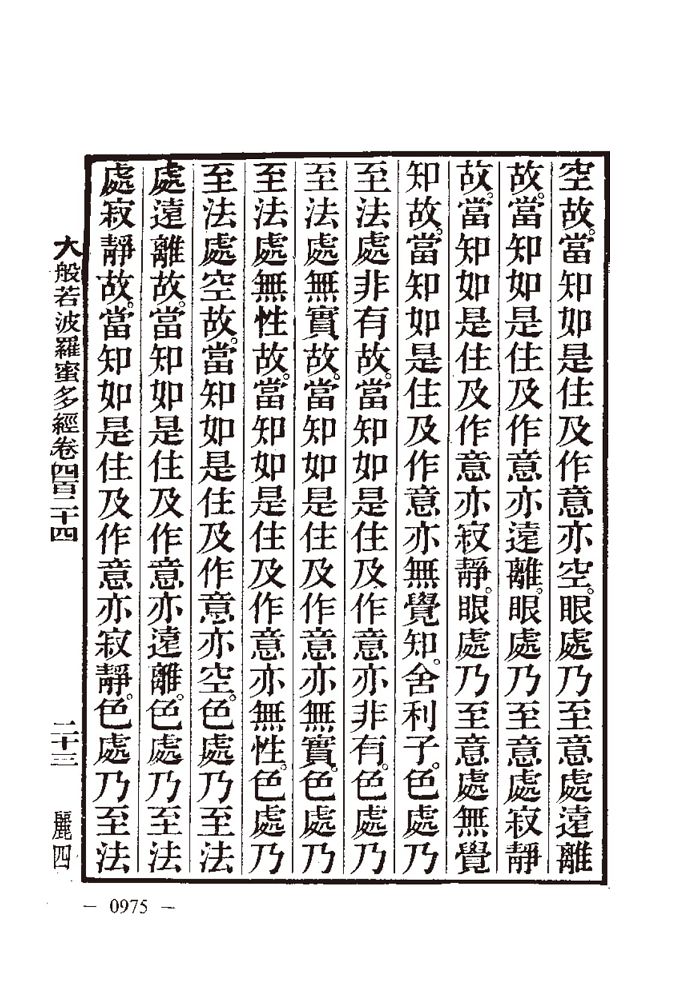 空故。當知如是住及作意亦空。眼處乃至意處遠離
故。當知如是住及作意亦遠離。眼處乃至意處寂靜
故。當知如是住及作意亦寂靜。眼處乃至意處無覺
知故。當知如是住及作意亦無覺知。舍利子。色處乃
至法處非有故。當知如是住及作意亦非有。色處乃
至法處無實故。當知如是住及作意亦無實。色處乃
至法處無性故。當知如是住及作意亦無性。色處乃
至法處空故。當知如是住及作意亦空。色處乃至法
處遠離故。當知如是住及作意亦遠離。色處乃至法
處寂靜故。當知如是住及作意亦寂靜。色處乃至法
大般若波羅蜜多經卷四百二十四 二十三 麗四
— 0975 —